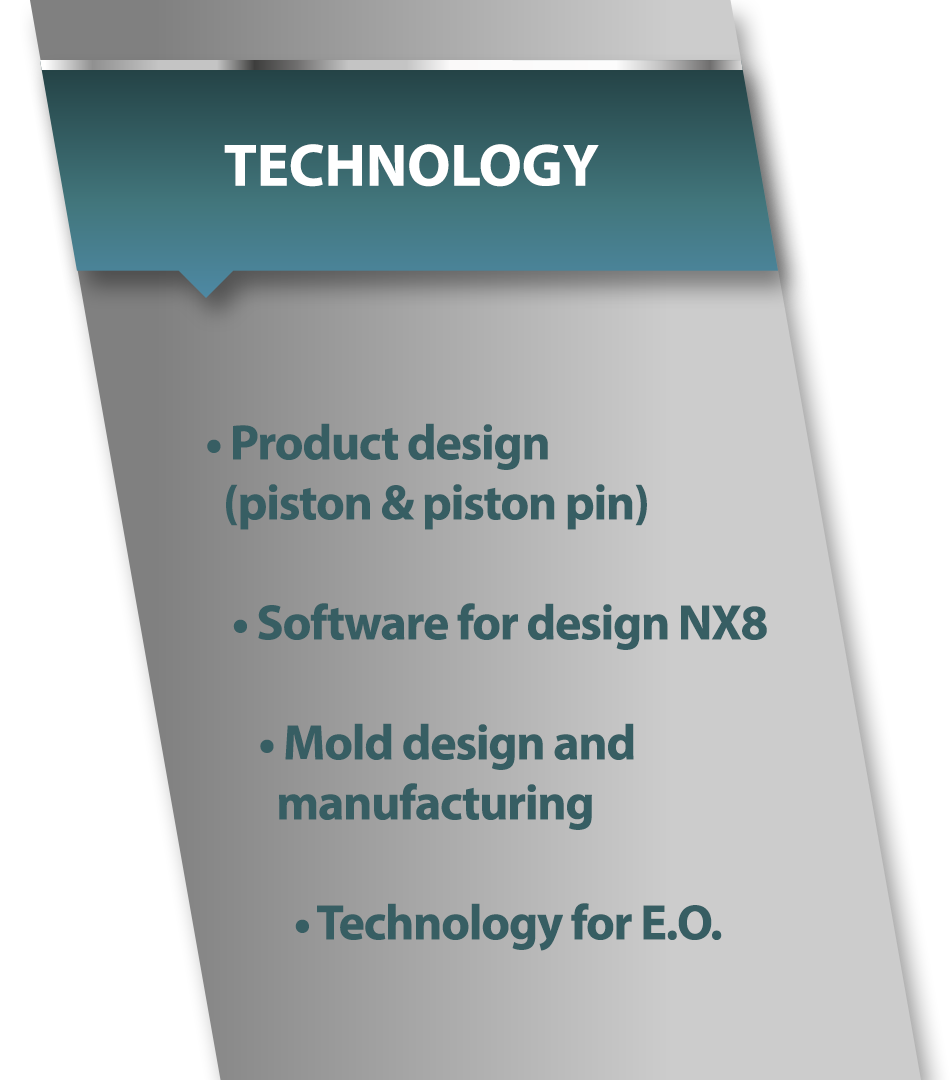 TECHNOLOGY
• Product design
(piston & piston pin)
• Software for design NX8
• Mold design and
manufacturing
• Technology for E.O.